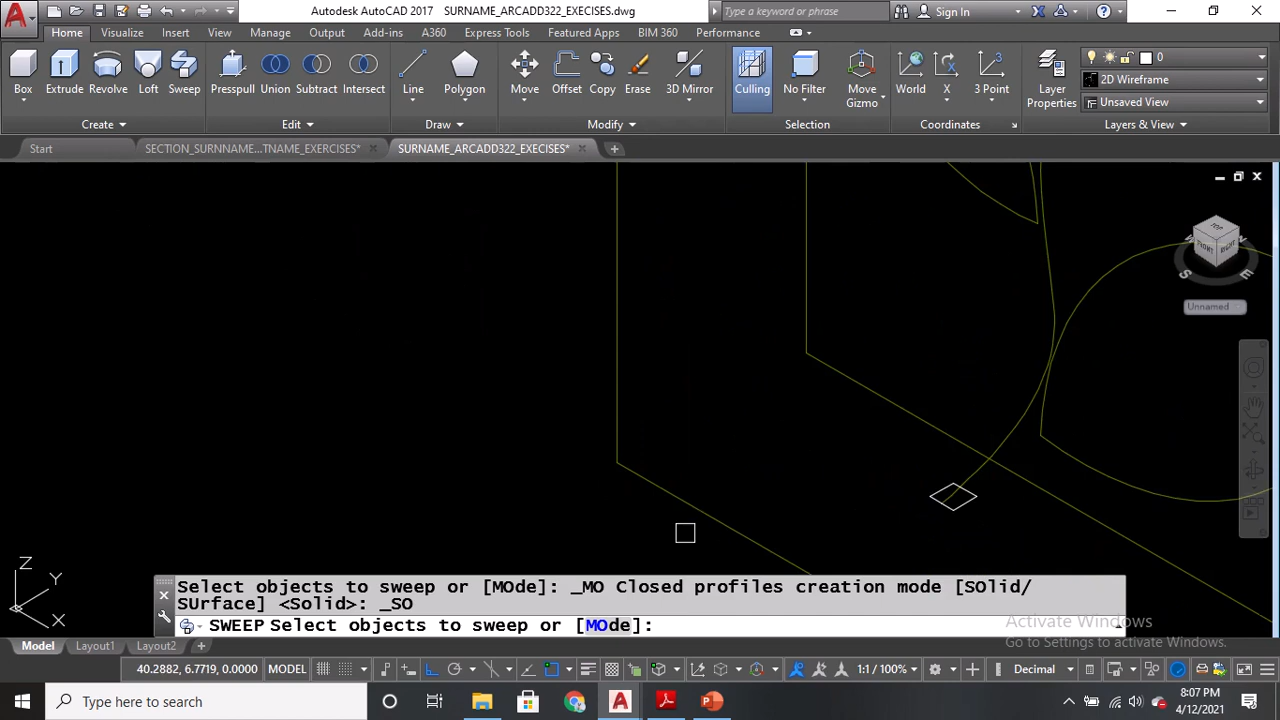 Autodesk AutoCAD 2017 SURNAME_ARCADD322_EXECISES.dwg
Type a keyword or phrase
Sign In
Home Visualize Insert View Manage Output Add-ins A360 Express Tools Featured Apps BIM 360 Performance
Box Extrude Revolve Loft Sweep
Create
Presspull Union Subtract Intersect
Edit
Line Polygon
Draw
Move Offset Copy Erase 3D Mirror
Modify
Culling No Filter Move Gizmo
Selection
World X 3 Point
Coordinates
Layer Properties
0
2D Wireframe
Unsaved View
Layers & View
Start SECTION_SURNNAME...TNAME_EXERCISES* SURNAME_ARCADD322_EXECISES*
TOP
FRONT RIGHT
W N
S E
Unnamed
Z
Y
X
Select objects to sweep or [MOde]: _MO Closed profiles creation mode [SOlid/
SUrface] <Solid>: _SO
SWEEP Select objects to sweep or [MOde]:
Activate Windows
Go to Settings to activate Windows.
Model Layout1 Layout2
40.2882, 6.7719, 0.0000 MODEL
1:1 / 100%
Decimal
Type here to search
8:07 PM
4/12/2021